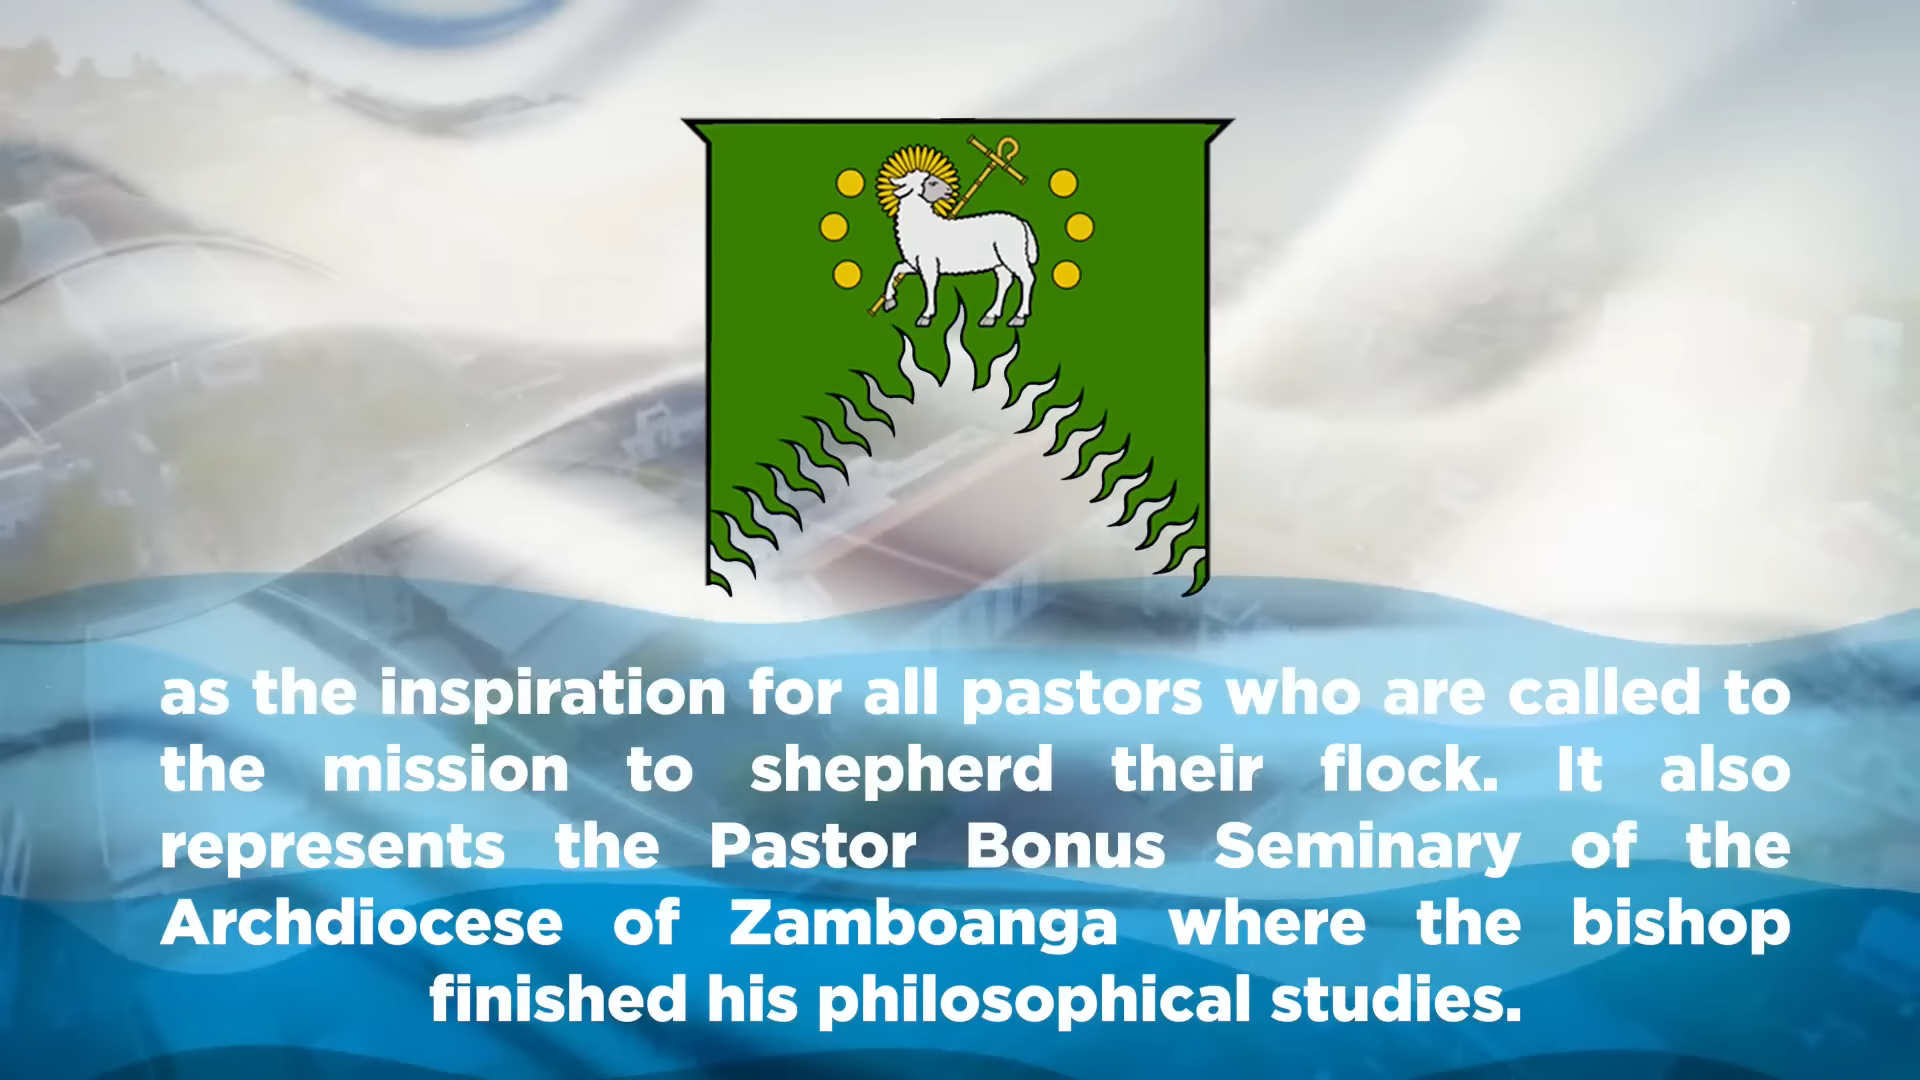 as the inspiration for all pastors who are called to
the mission to shepherd their flock. It also
represents the Pastor Bonus Seminary of the
Archdiocese of Zamboanga where the bishop
finished his philosophical studies.